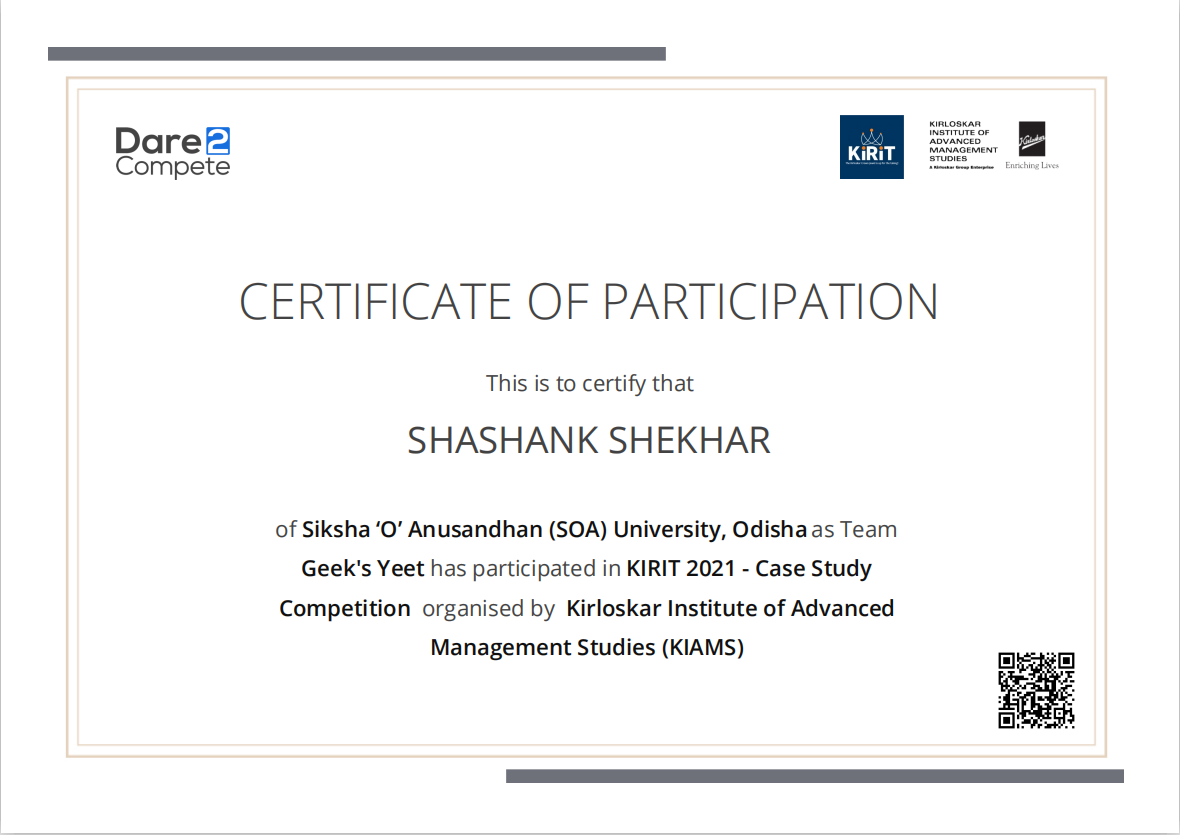 Dare2
Compete
KiRiT
KIRLOSKAR
INSTITUTE OF
ADVANCED
MANAGEMENT
STUDIES
A Kirloskar Group Enterprise
Kirloskar
Enriching Lives
CERTIFICATE OF PARTICIPATION
This is to certify that
SHASHANK SHEKHAR
of Siksha ‘O’ Anusandhan (SOA) University, Odisha as Team
Geek's Yeet has participated in KIRIT 2021 - Case Study
Competition organised by Kirloskar Institute of Advanced
Management Studies (KIAMS)